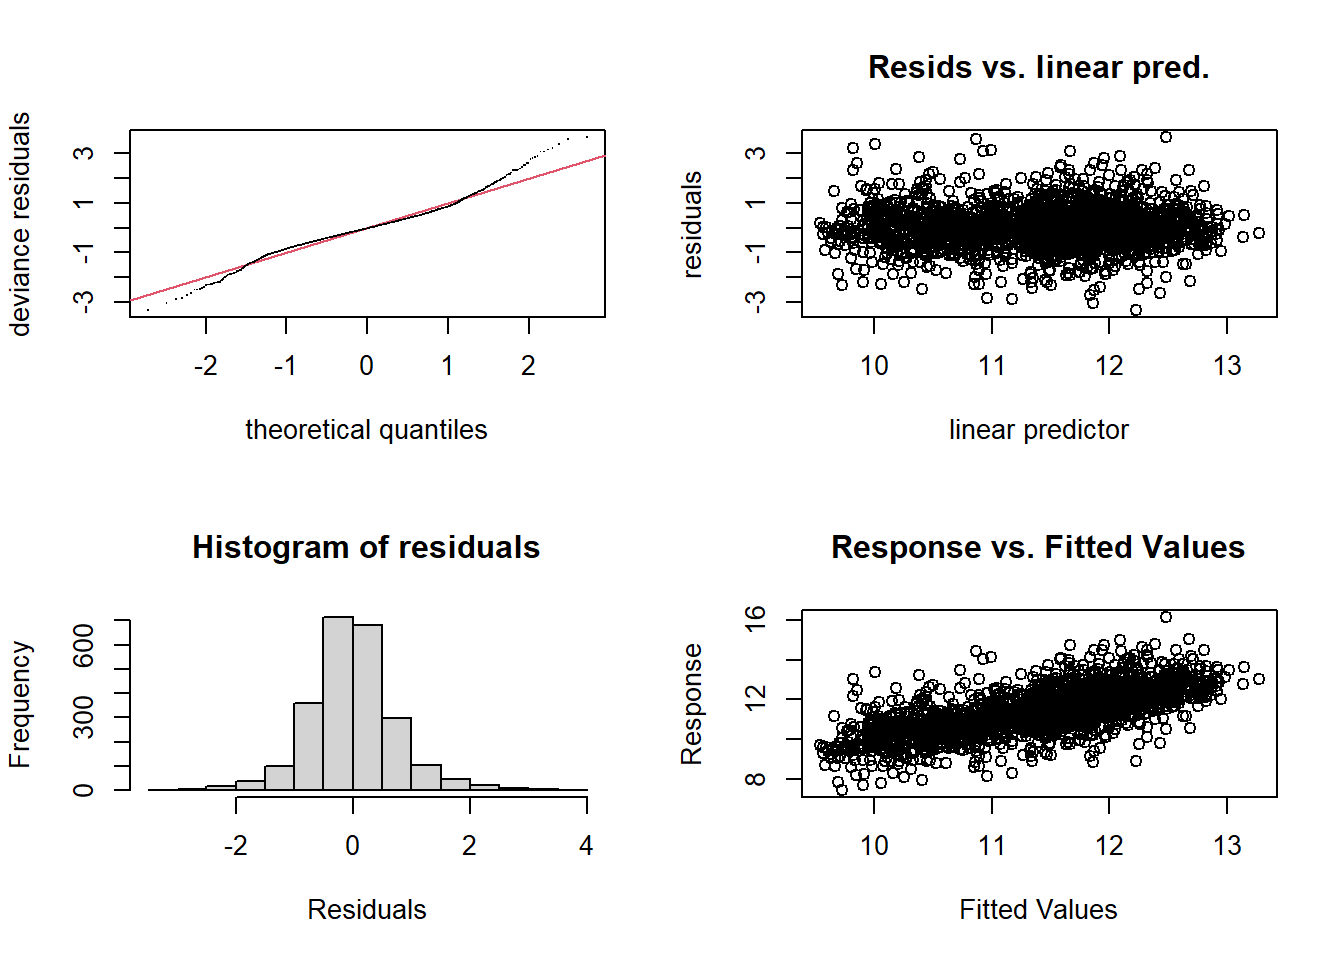 deviance residuals
3
1
-1
-3
-2 -1 0 1 2
theoretical quantiles
Resids vs. linear pred.
residuals
3
1
-1
-3
10 11 12 13
linear predictor
Histogram of residuals
Frequency
600
300
0
-2 0 2 4
Residuals
Response vs. Fitted Values
Response
16
12
8
10 11 12 13
Fitted Values